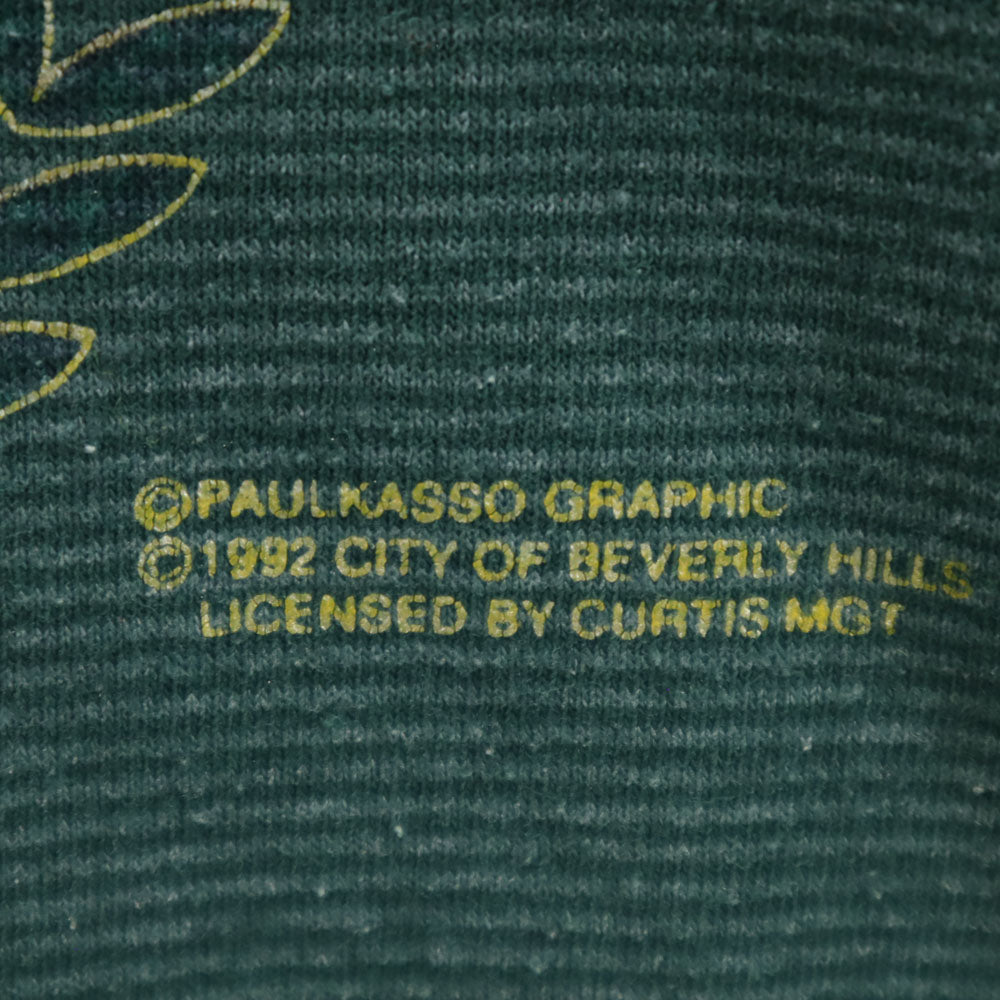 ©PAULKASSO GRAPHIC
©1992 CITY OF BEVERLY HILLS
LICENSED BY CURTIS MGT